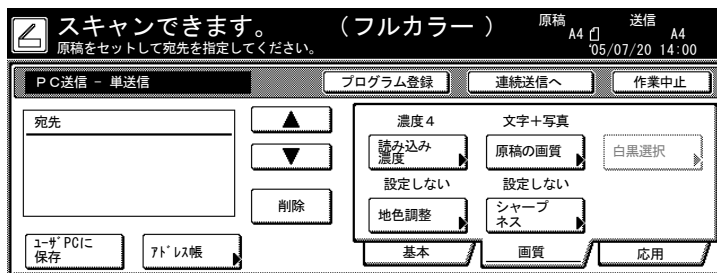 スキャンできます。 （フルカラー ） 原稿 A4 送信 A4
原稿をセットして宛先を指定してください。 '05/07/20 14:00
PC送信 - 単送信 プログラム登録 連続送信へ 作業中止
宛先
▲
▼
削除
濃度４ 文字＋写真
読み込み
濃度
原稿の画質 白黒選択
設定しない 設定しない
地色調整
シャープ
ネス
ﾕｰｻﾞPCに
保存
ｱﾄﾞﾚｽ帳
基本 画質 応用